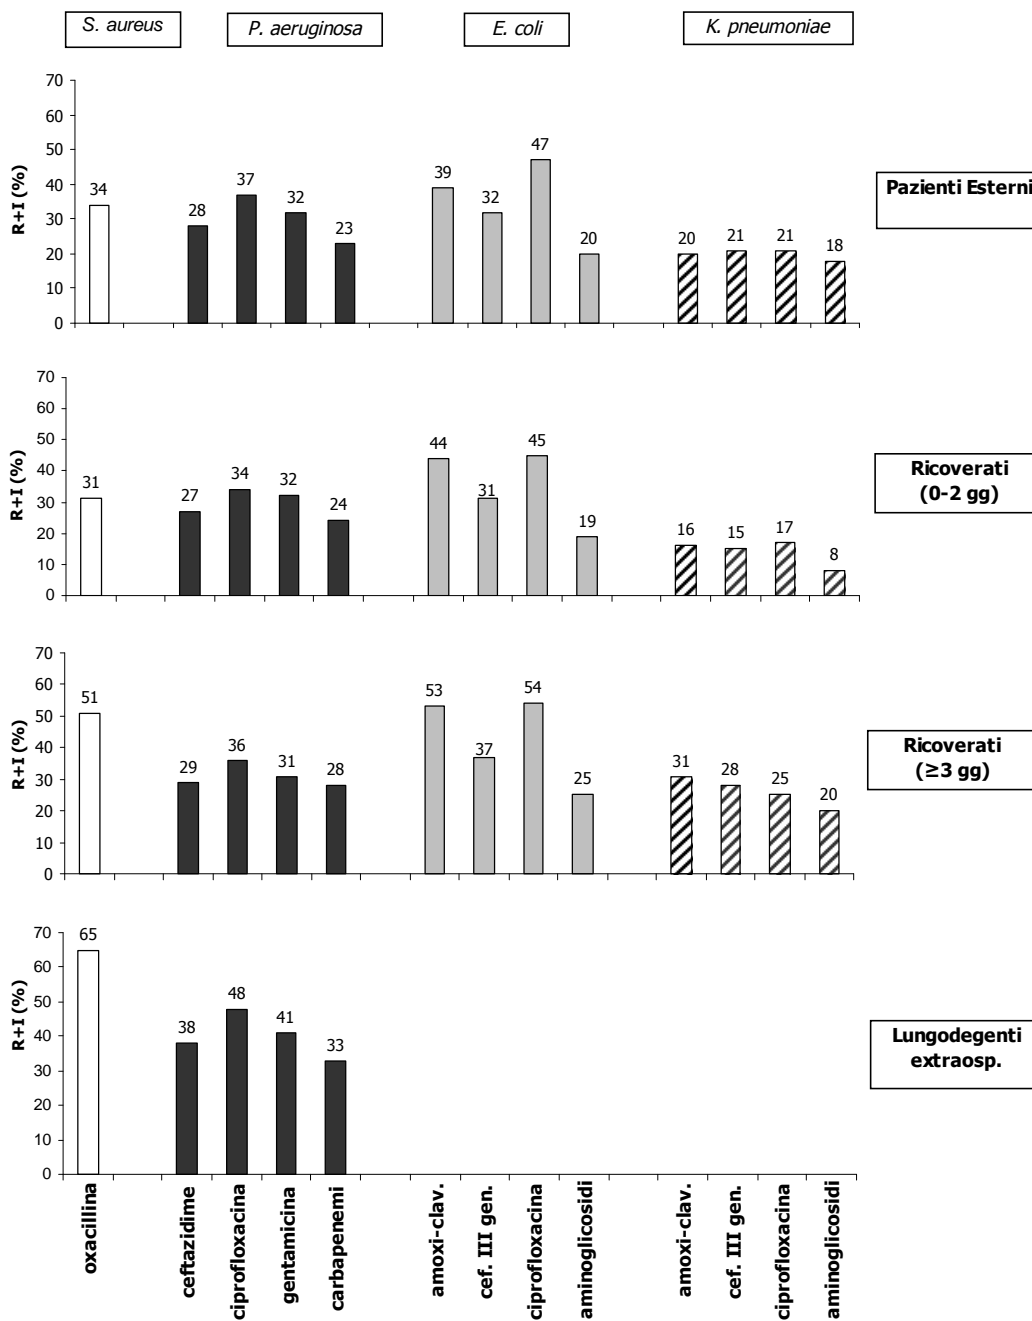 S. aureus
P. aeruginosa
E. coli
K. pneumoniae
70
60
50
40
30
20
10
0
R+I (%)
34
28
37
32
23
39
32
47
20
20
21
21
18
Pazienti Esterni
70
60
50
40
30
20
10
0
R+I (%)
31
27
34
32
24
44
31
45
19
16
15
17
8
Ricoverati
(0-2 gg)
70
60
50
40
30
20
10
0
R+I (%)
51
29
36
31
28
53
37
54
25
31
28
25
20
Ricoverati
(≥3 gg)
70
60
50
40
30
20
10
0
R+I (%)
65
38
48
41
33
Lungodegenti
extraosp.
oxacillina
ceftazidime
ciprofloxacina
gentamicina
carbapenemi
amoxi-clav.
cef. III gen.
ciprofloxacina
aminoglicosidi
amoxi-clav.
cef. III gen.
ciprofloxacina
aminoglicosidi